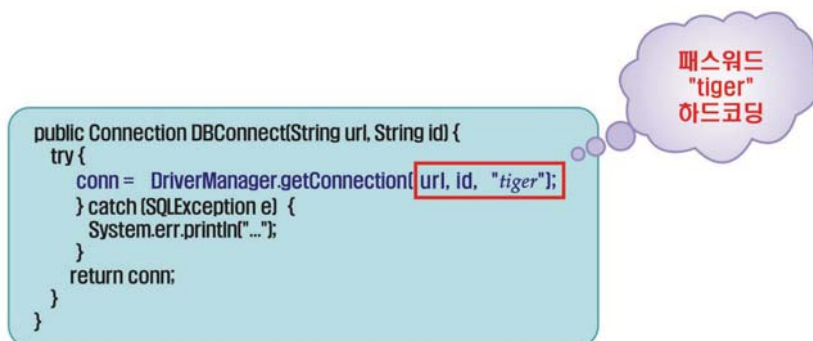 패스워드
"tiger"
하드코딩
public Connection DBConnect(String url, String id) {
try {
conn = DriverManager.getConnection( url, id, "tiger");
} catch (SQLException e) {
System.err.println("...");
}
return conn;
}
}